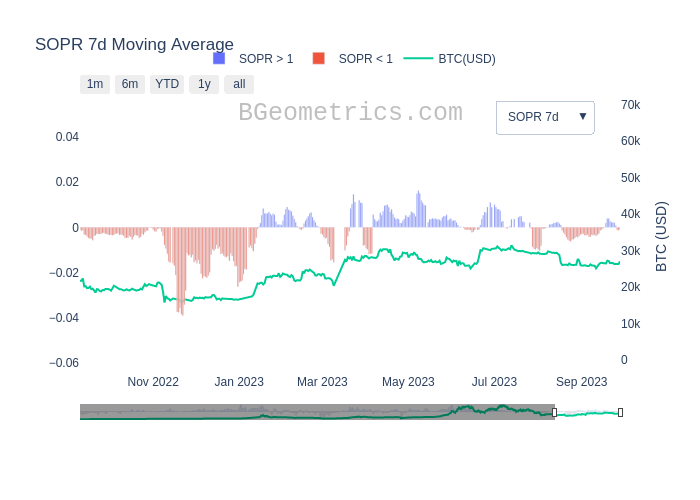 SOPR 7d Moving Average
SOPR > 1
SOPR < 1
BTC(USD)
1m
6m
YTD
1y
all
BGeometrics.com
SOPR 7d
▼
0.04
0.02
0
−0.02
−0.04
−0.06
70k
60k
50k
40k
30k
20k
10k
0
BTC (USD)
Nov 2022
Jan 2023
Mar 2023
May 2023
Jul 2023
Sep 2023